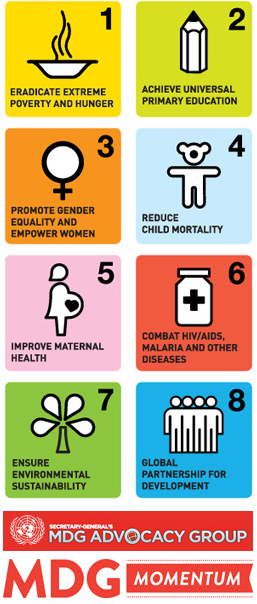 1
ERADICATE EXTREME
POVERTY AND HUNGER
2
ACHIEVE UNIVERSAL
PRIMARY EDUCATION
3
PROMOTE GENDER
EQUALITY AND
EMPOWER WOMEN
4
REDUCE
CHILD MORTALITY
5
IMPROVE MATERNAL
HEALTH
6
COMBAT HIV/AIDS,
MALARIA AND OTHER
DISEASES
7
ENSURE
ENVIRONMENTAL
SUSTAINABILITY
8
GLOBAL
PARTNERSHIP FOR
DEVELOPMENT
SECRETARY-GENERAL'S
MDG ADVOCACY GROUP
MDG MOMENTUM